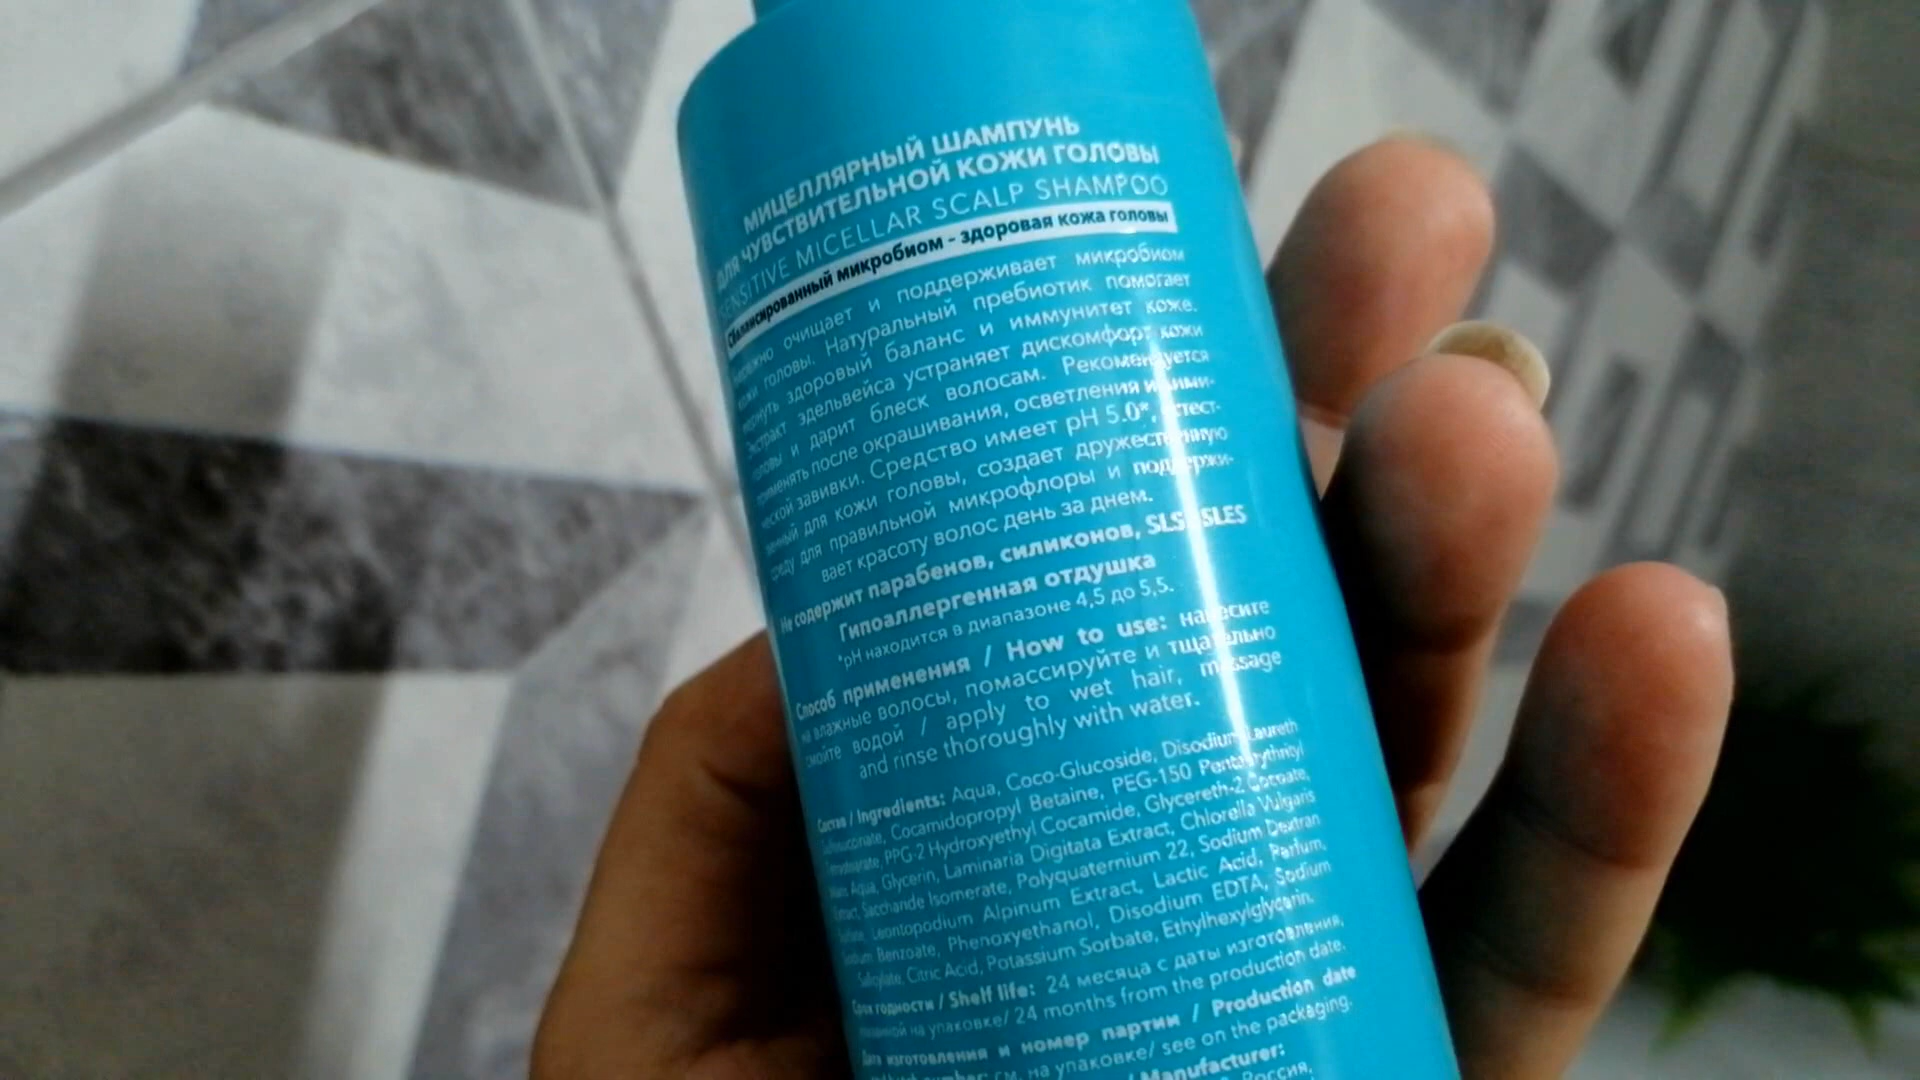 МИЦЕЛЛЯРНЫЙ ШАМПУНЬ
ДЛЯ ЧУВСТВИТЕЛЬНОЙ КОЖИ ГОЛОВЫ
SENSITIVE MICELLAR SCALP SHAMPOO
Сбалансированный микробиом - здоровая кожа головы
очищает и поддерживает микробиом
кожи головы. Натуральный пребиотик помогает
вернуть здоровый баланс и иммунитет коже.
Экстракт эдельвейса устраняет дискомфорт кожи
головы и дарит блеск волосам. Рекомендуется
применять после окрашивания, осветления и хими-
ческой завивки. Средство имеет pH 5.0*, естест-
венный для кожи головы, создает дружественную
среду для правильной микрофлоры и поддержи-
вает красоту волос день за днем.
Не содержит парабенов, силиконов, SLS, SLES
Гипоаллергенная отдушка
*pH находится в диапазоне 4,5 до 5,5.
Способ применения / How to use: нанесите
на влажные волосы, помассируйте и тщательно
смойте водой / apply to wet hair, massage
and rinse thoroughly with water.
Состав / Ingredients: Aqua, Coco-Glucoside, Disodium Laureth
Sulfosuccinate, Cocamidopropyl Betaine, PEG-150 Pentaerythrityl
Tetrastearate, PPG-2 Hydroxyethyl Cocamide, Glycereth-2 Cocoate,
Maris Aqua, Glycerin, Laminaria Digitata Extract, Chlorella Vulgaris
Extract, Saccharide Isomerate, Polyquaternium 22, Sodium Dextran
Sulfate, Leontopodium Alpinum Extract, Lactic Acid, Parfum,
Sodium Benzoate, Phenoxyethanol, Disodium EDTA, Sodium
Salicylate, Citric Acid, Potassium Sorbate, Ethylhexylglycerin.
Срок годности / Shelf life: 24 месяца с даты изготовления,
указанной на упаковке/ 24 months from the production date.
Дата изготовления и номер партии / Production date
см. на упаковке/ see on the packaging.
/ Manufacturer:
Россия,